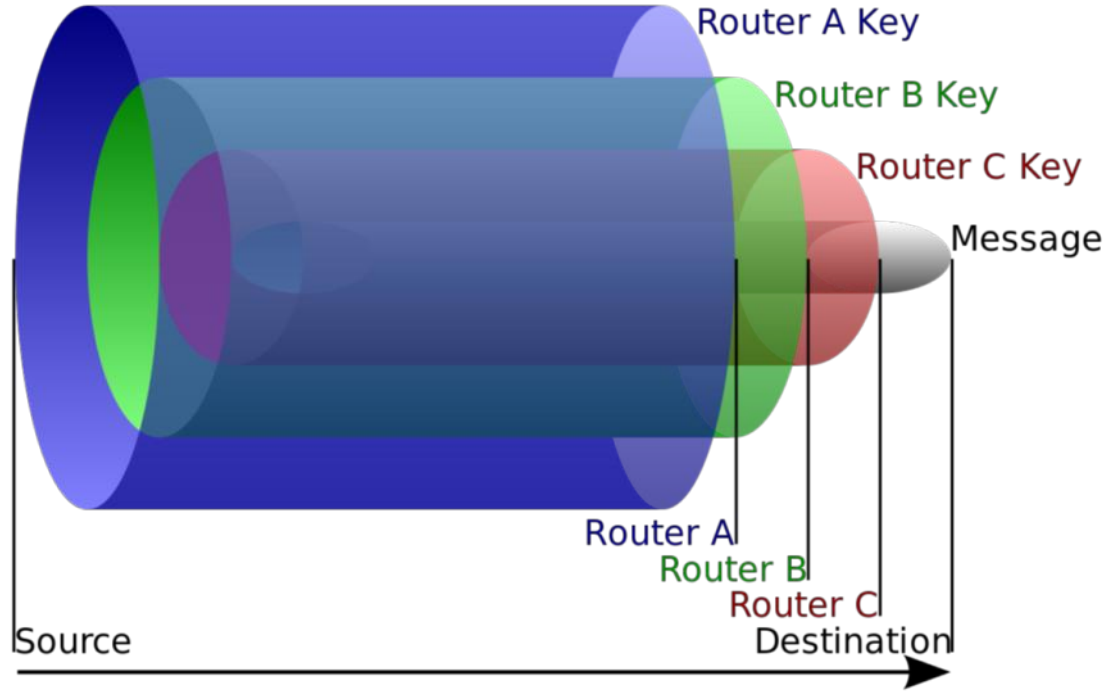 Router A Key
Router B Key
Router C Key
Message
Router A
Router B
Router C
Source
Destination